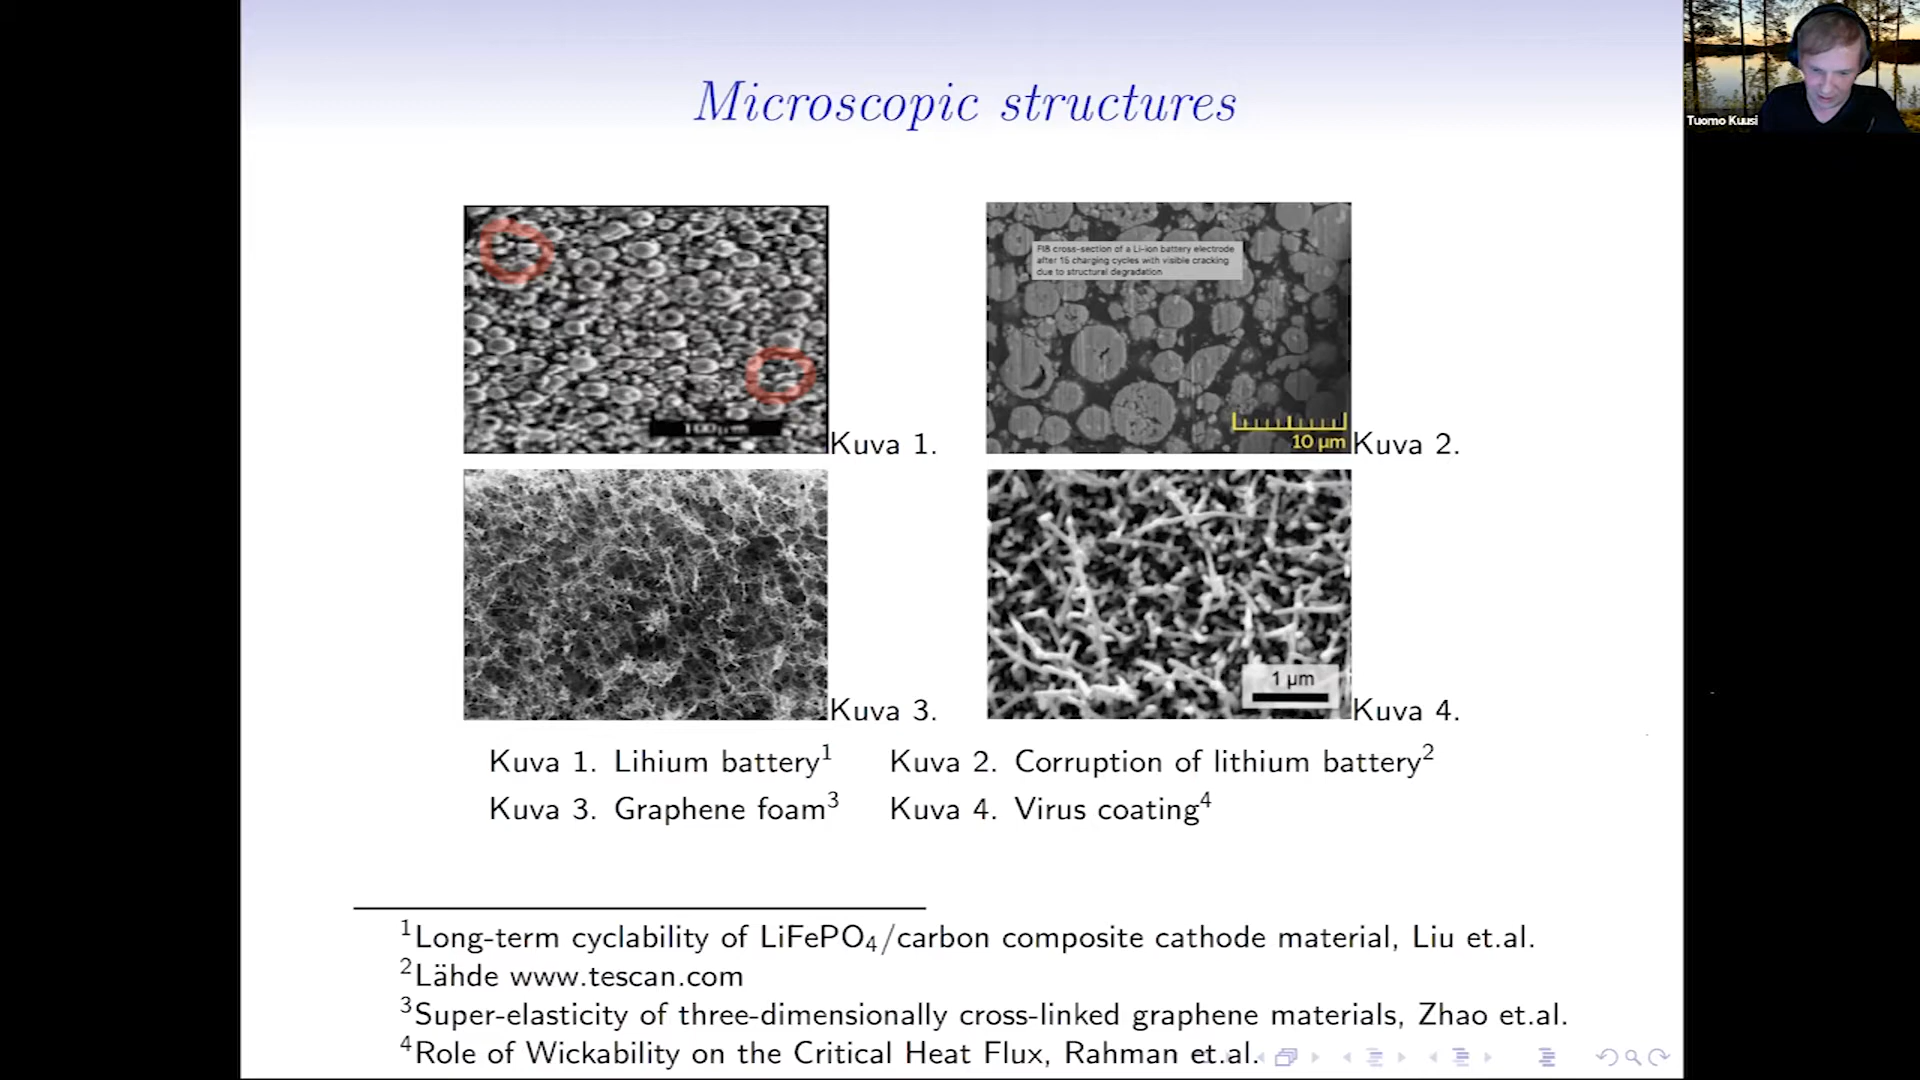 Microscopic structures
Tuomo Kuusi
FIB cross-section of a Li-ion battery electrode
after 15 charging cycles with visible cracking
due to structural degradation
100 µm
Kuva 1.
10 µm
Kuva 2.
Kuva 3.
1 µm
Kuva 4.
Kuva 1. Lihium battery¹ Kuva 2. Corruption of lithium battery²
Kuva 3. Graphene foam³ Kuva 4. Virus coating⁴
¹Long-term cyclability of LiFePO₄/carbon composite cathode material, Liu et.al.
²Lähde www.tescan.com
³Super-elasticity of three-dimensionally cross-linked graphene materials, Zhao et.al.
⁴Role of Wickability on the Critical Heat Flux, Rahman et.al.